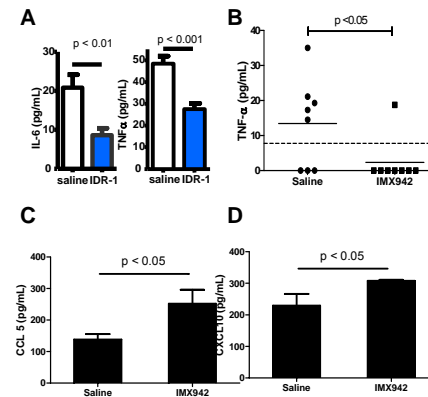 A
p < 0.01
IL-6 (pg/mL)
30
20
10
0
saline IDR-1
p < 0.001
TNFα (pg/mL)
50
40
30
20
10
0
saline IDR-1
B
p <0.05
TNF-α (pg/mL)
40
30
20
10
0
Saline
IMX942
C
p < 0.05
CCL 5 (pg/mL)
400
300
200
100
0
Saline
IMX942
D
p < 0.05
CXCL10 (pg/mL)
400
300
200
100
0
Saline
IMX942